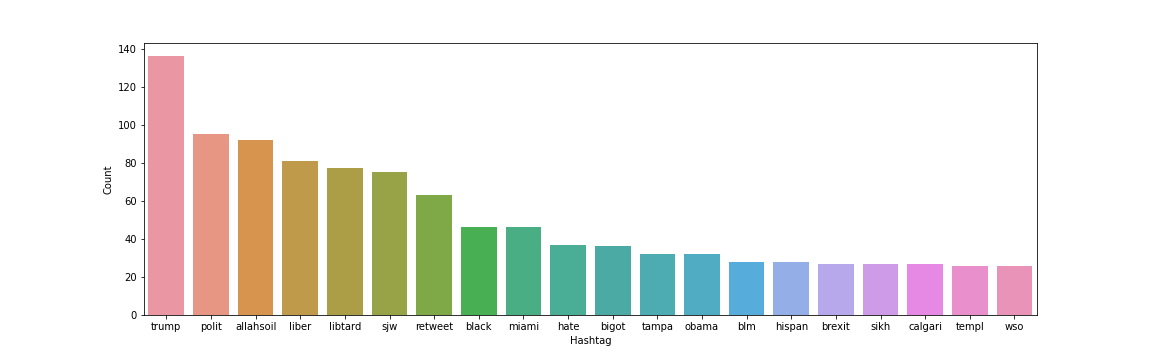 140
120
100
80
60
40
20
0
Count
trump polit allahsoil liber libtard sjw retweet black miami hate bigot tampa obama blm hispan brexit sikh calgari templ wso
Hashtag